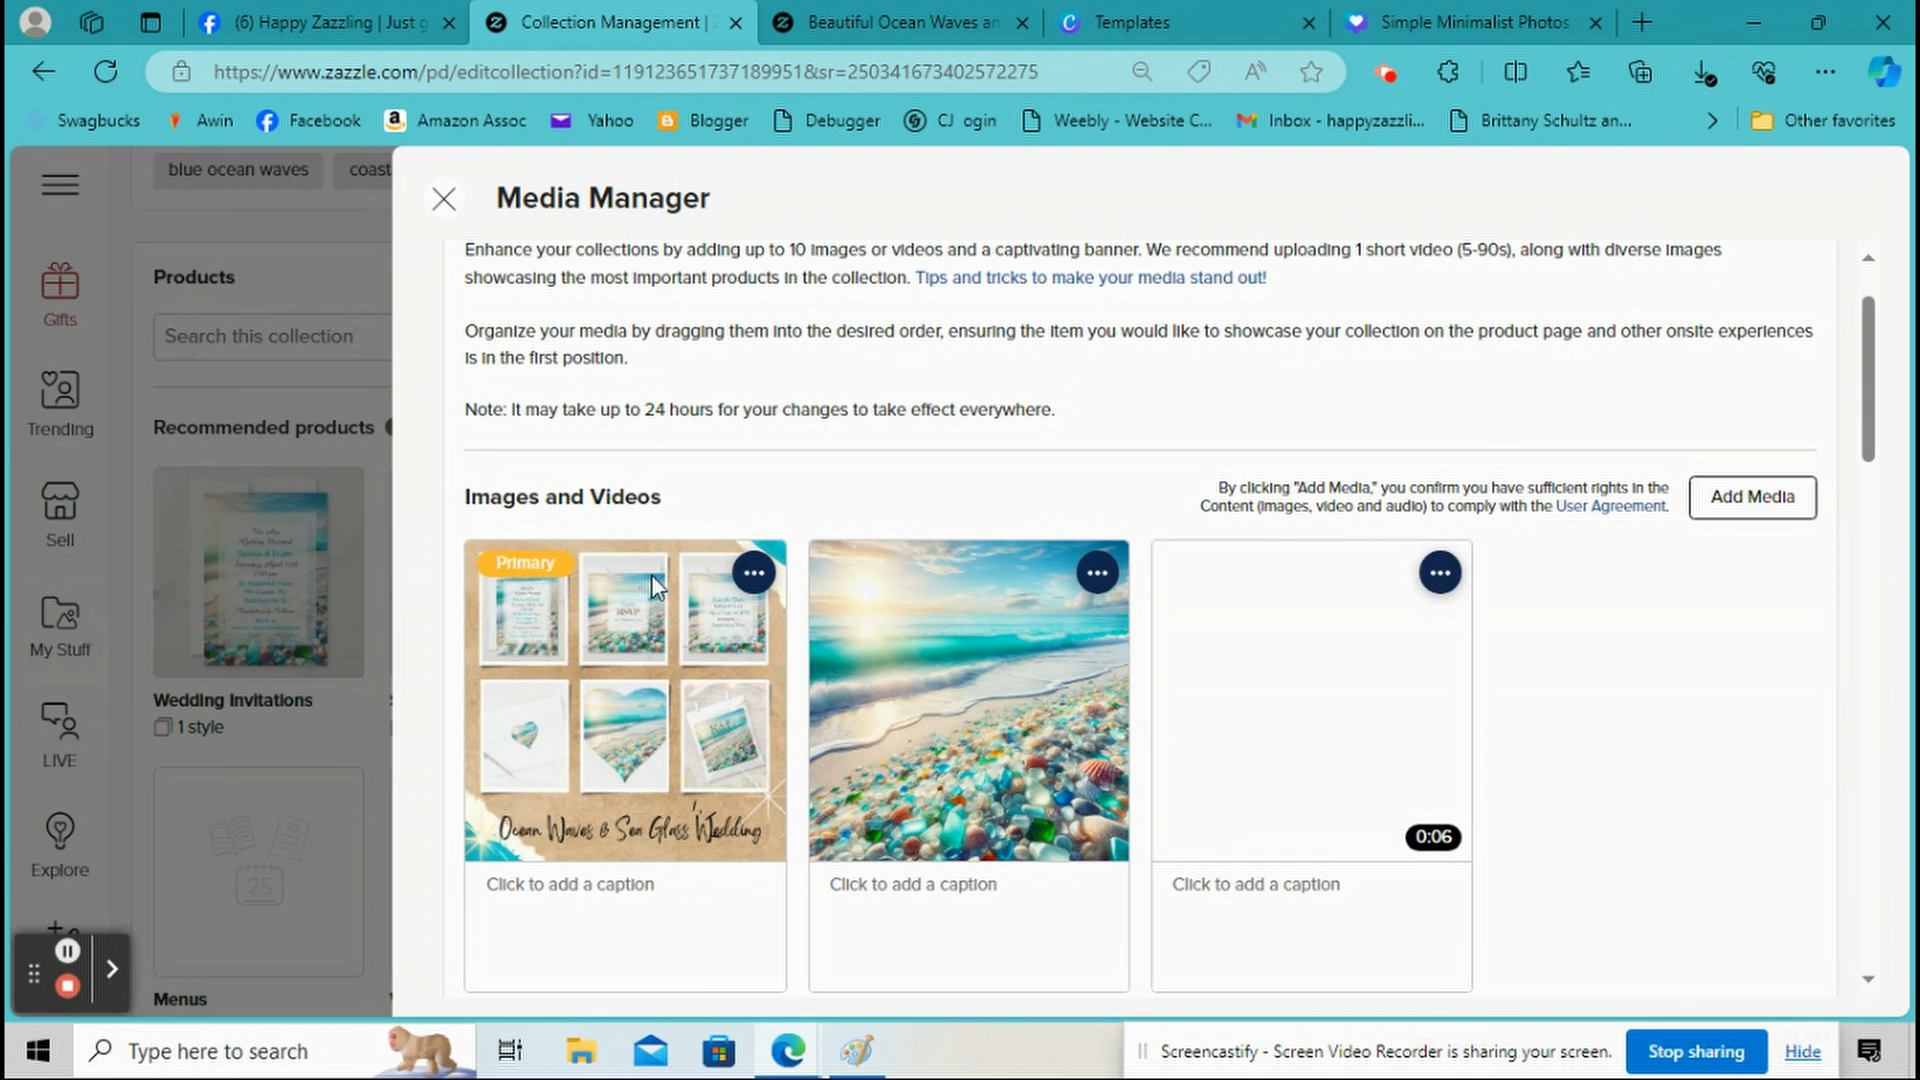 (6) Happy Zazzling | Just g
Collection Management | Z
Beautiful Ocean Waves an
Templates
Simple Minimalist Photos
https://www.zazzle.com/pd/editcollection?id=119123651737189951&sr=250341673402572275
Swagbucks
Awin
Facebook
Amazon Assoc
Yahoo
Blogger
Debugger
CJ ogin
Weebly - Website C...
Inbox - happyzazzli...
Brittany Schultz an...
Other favorites
blue ocean waves
coast
Media Manager
Gifts
Trending
Sell
My Stuff
LIVE
Explore
Products
Search this collection
Recommended products
Wedding Invitations
1 style
25
Menus
Enhance your collections by adding up to 10 images or videos and a captivating banner. We recommend uploading 1 short video (5-90s), along with diverse images
showcasing the most important products in the collection. Tips and tricks to make your media stand out!
Organize your media by dragging them into the desired order, ensuring the item you would like to showcase your collection on the product page and other onsite experiences
is in the first position.
Note: It may take up to 24 hours for your changes to take effect everywhere.
Images and Videos
By clicking "Add Media," you confirm you have sufficient rights in the
Content (images, video and audio) to comply with the User Agreement.
Add Media
Primary
RSVP
Ocean Waves & Sea Glass Wedding
0:06
Click to add a caption
Click to add a caption
Click to add a caption
Type here to search
Screencastify - Screen Video Recorder is sharing your screen.
Stop sharing
Hide